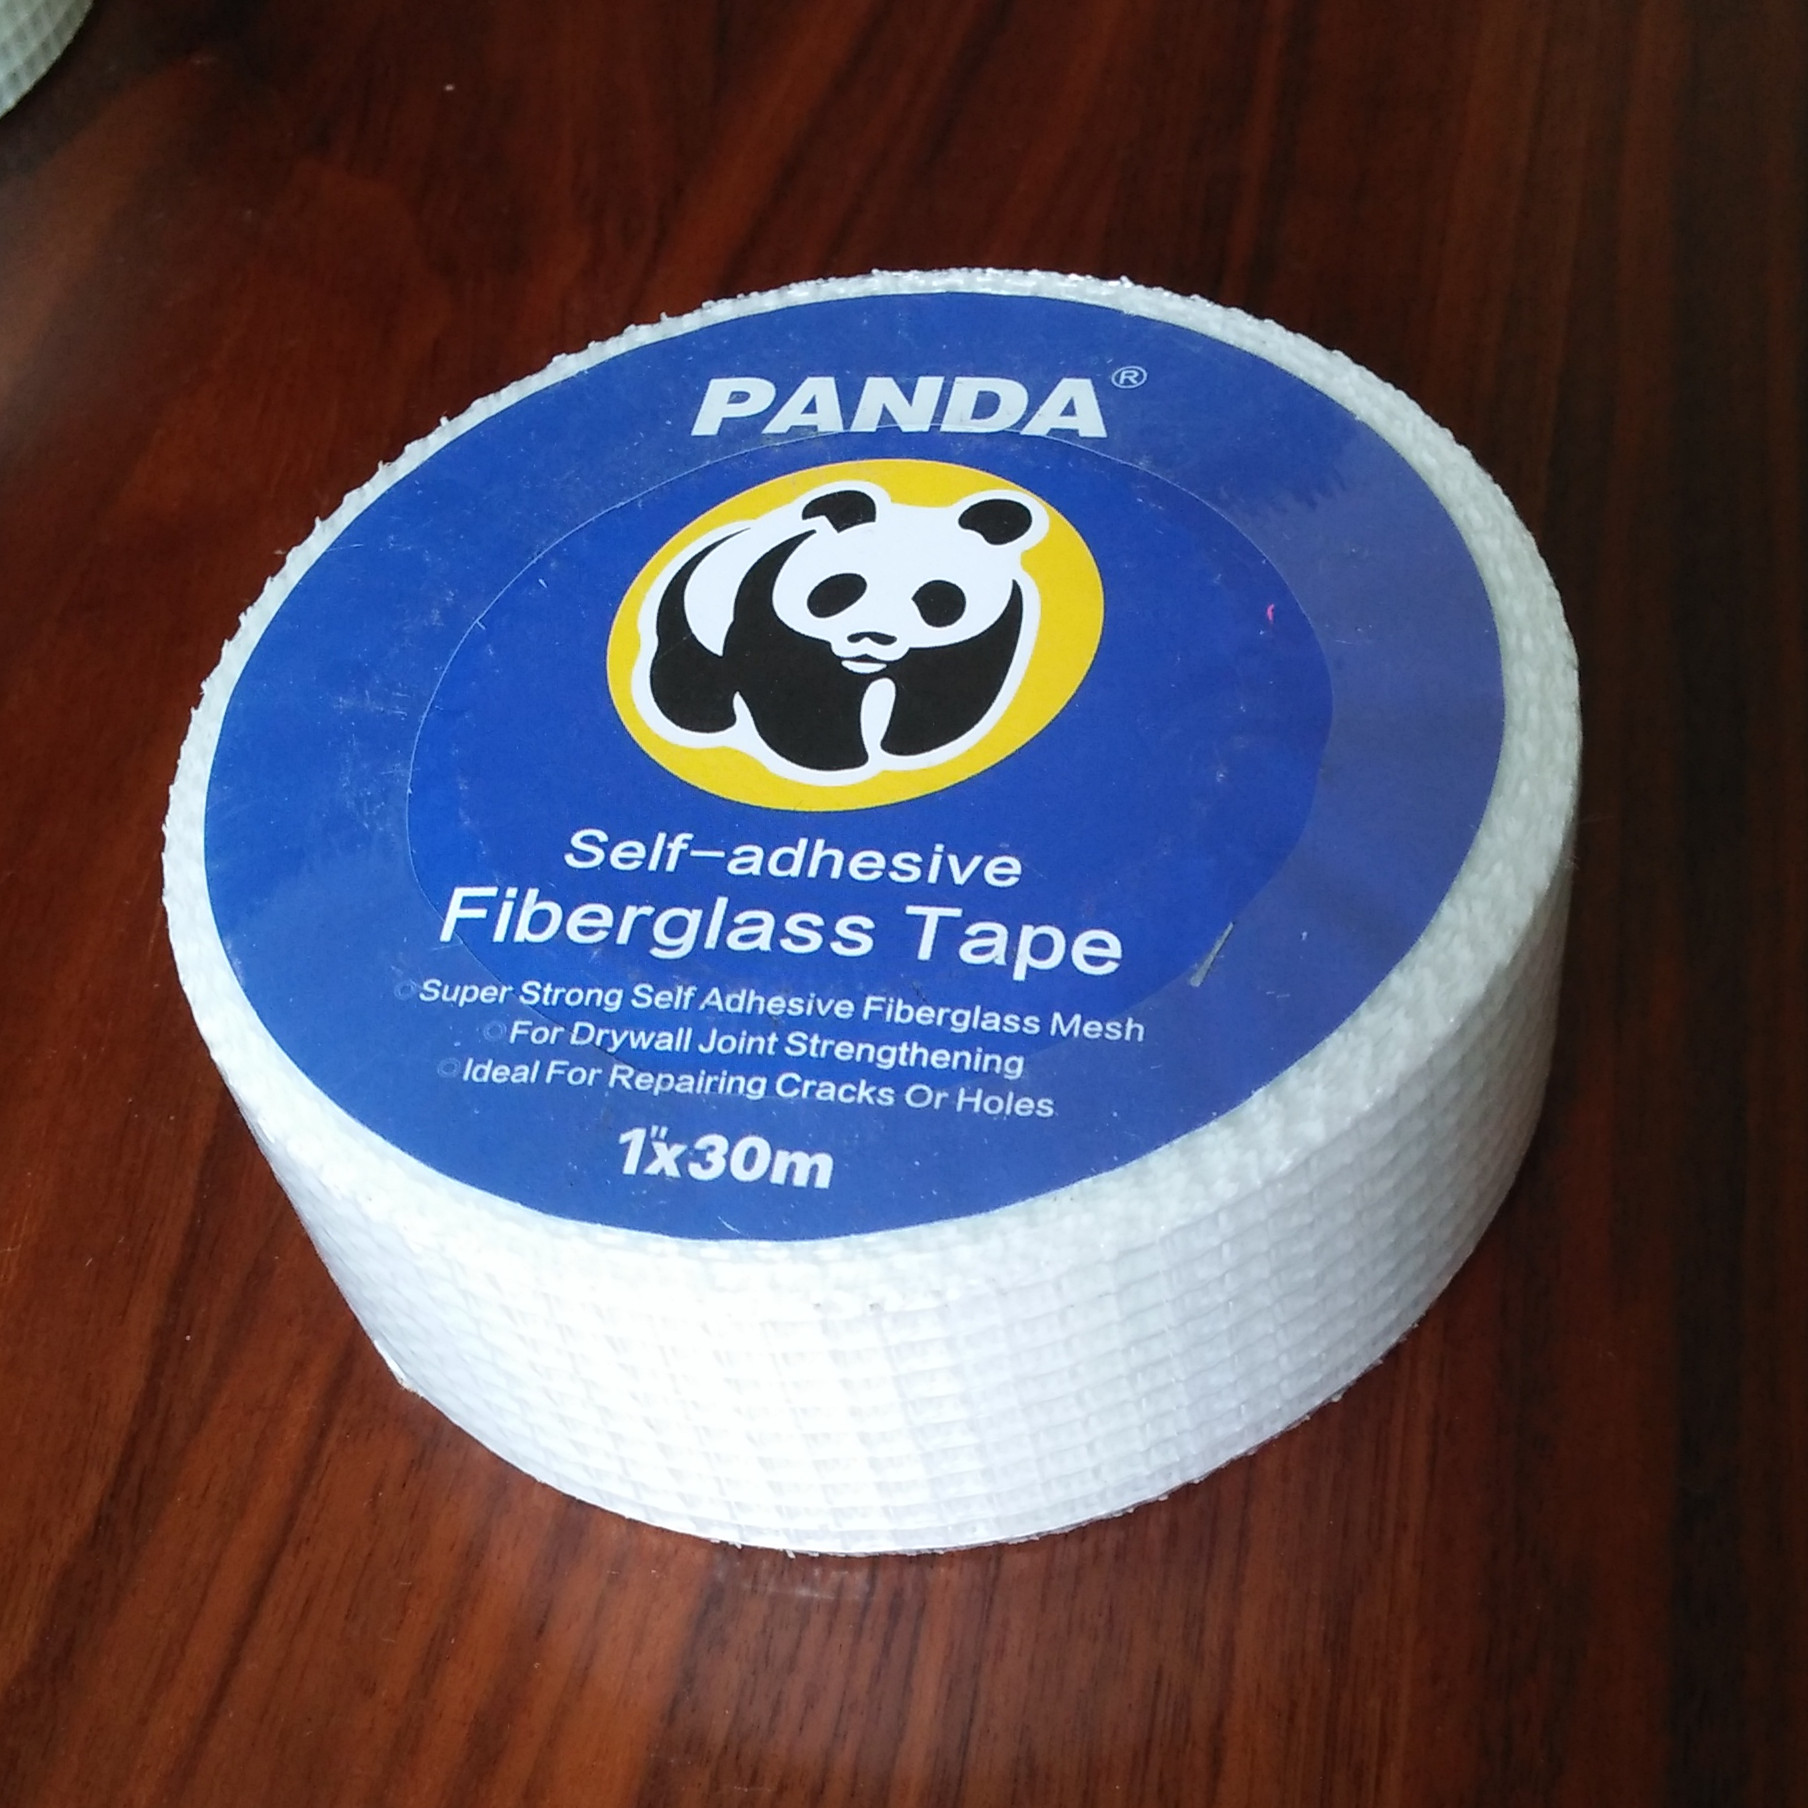 PANDA®
Self-adhesive
Fiberglass Tape
Super Strong Self Adhesive Fiberglass Mesh
For Drywall Joint Strengthening
Ideal For Repairing Cracks Or Holes
1"x30m